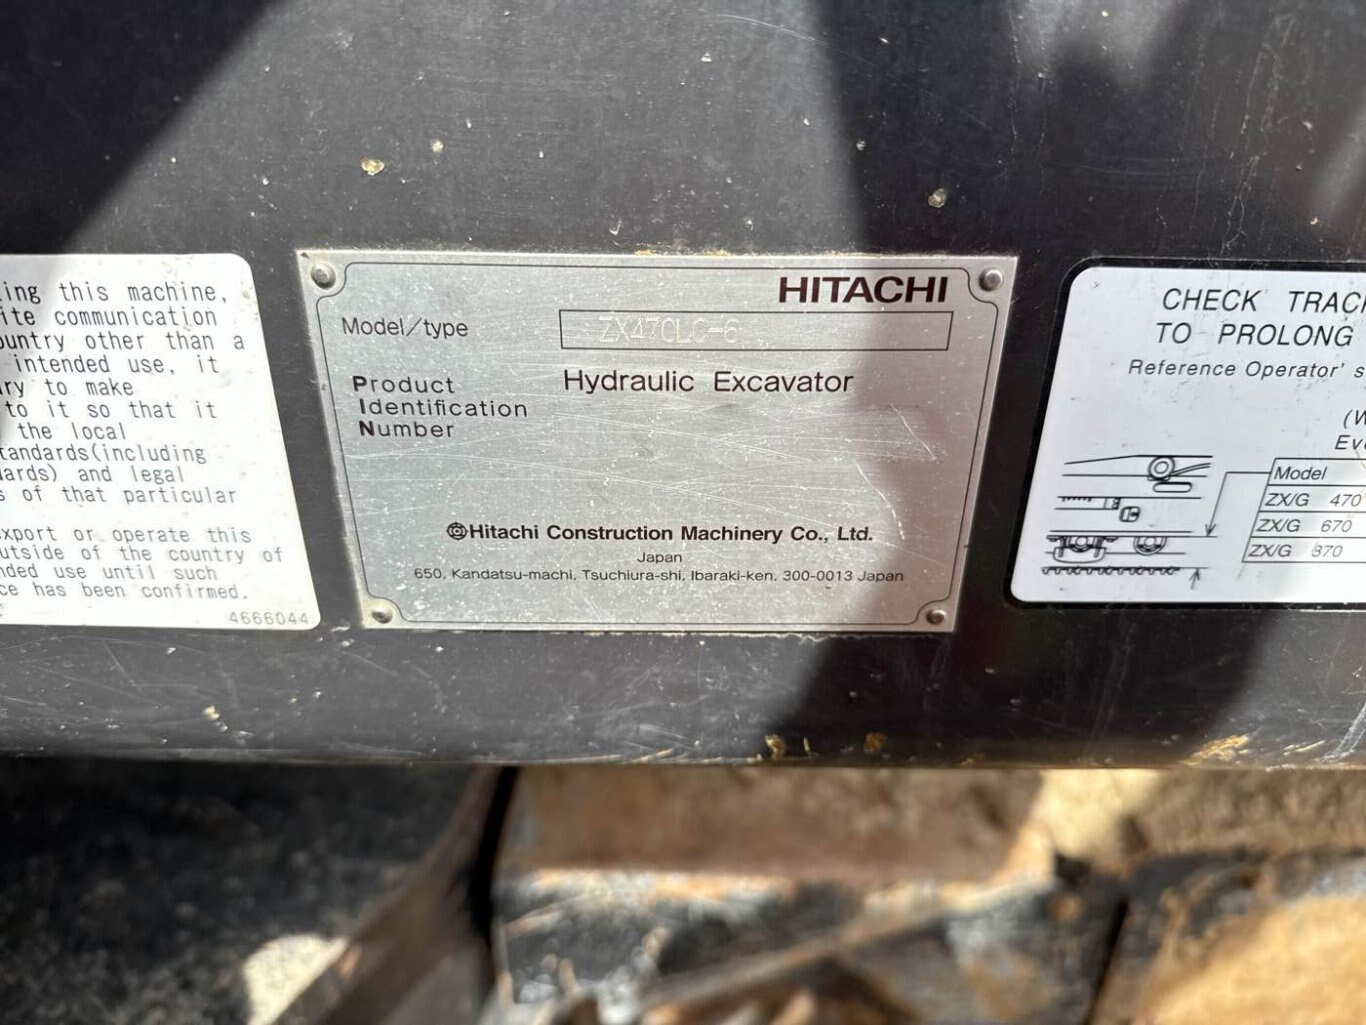 ing this machine,
ite communication
ountry other than a
intended use, it
ry to make
to it so that it
the local
tandards(including
ards) and legal
s of that particular
xport or operate this
utside of the country of
nded use until such
ce has been confirmed.
4666044
HITACHI
Model/type ZX470LC-6
Hydraulic Excavator
Product
Identification
Number
Hitachi Construction Machinery Co., Ltd.
Japan
650, Kandatsu-machi, Tsuchiura-shi, Ibaraki-ken, 300-0013 Japan
CHECK TRAC
TO PROLONG
Reference Operator's
(W
Eve
Model
ZX/G 470
ZX/G 670
ZX/G 870